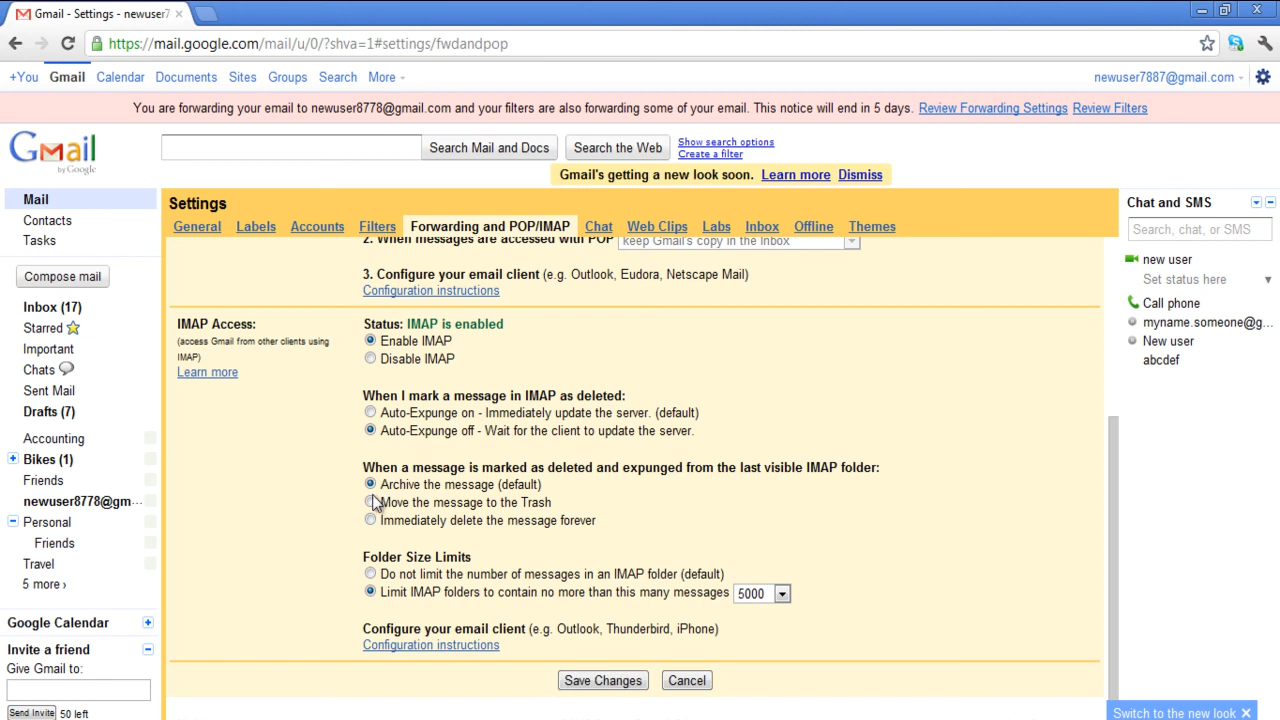 Gmail - Settings - newuser7
https://mail.google.com/mail/u/0/?shva=1#settings/fwdandpop
+You Gmail Calendar Documents Sites Groups Search More newuser7887@gmail.com
You are forwarding your email to newuser8778@gmail.com and your filters are also forwarding some of your email. This notice will end in 5 days. Review Forwarding Settings Review Filters
Gmail
by Google
Search Mail and Docs
Search the Web
Show search options
Create a filter
Gmail's getting a new look soon. Learn more Dismiss
Mail
Contacts
Tasks
Compose mail
Inbox (17)
Starred
Important
Chats
Sent Mail
Drafts (7)
Accounting
Bikes (1)
Friends
newuser8778@gm...
Personal
Friends
Travel
5 more ›
Google Calendar
Invite a friend
Give Gmail to:
Send Invite 50 left
Settings
General Labels Accounts Filters Forwarding and POP/IMAP Chat Web Clips Labs Inbox Offline Themes
2. When messages are accessed with POP keep Gmail's copy in the Inbox
3. Configure your email client (e.g. Outlook, Eudora, Netscape Mail)
Configuration instructions
IMAP Access:
(access Gmail from other clients using
IMAP)
Learn more
Status: IMAP is enabled
Enable IMAP
Disable IMAP
When I mark a message in IMAP as deleted:
Auto-Expunge on - Immediately update the server. (default)
Auto-Expunge off - Wait for the client to update the server.
When a message is marked as deleted and expunged from the last visible IMAP folder:
Archive the message (default)
Move the message to the Trash
Immediately delete the message forever
Folder Size Limits
Do not limit the number of messages in an IMAP folder (default)
Limit IMAP folders to contain no more than this many messages 5000
Configure your email client (e.g. Outlook, Thunderbird, iPhone)
Configuration instructions
Save Changes Cancel
Chat and SMS
Search, chat, or SMS
new user
Set status here
Call phone
myname.someone@g...
New user
abcdef
Switch to the new look